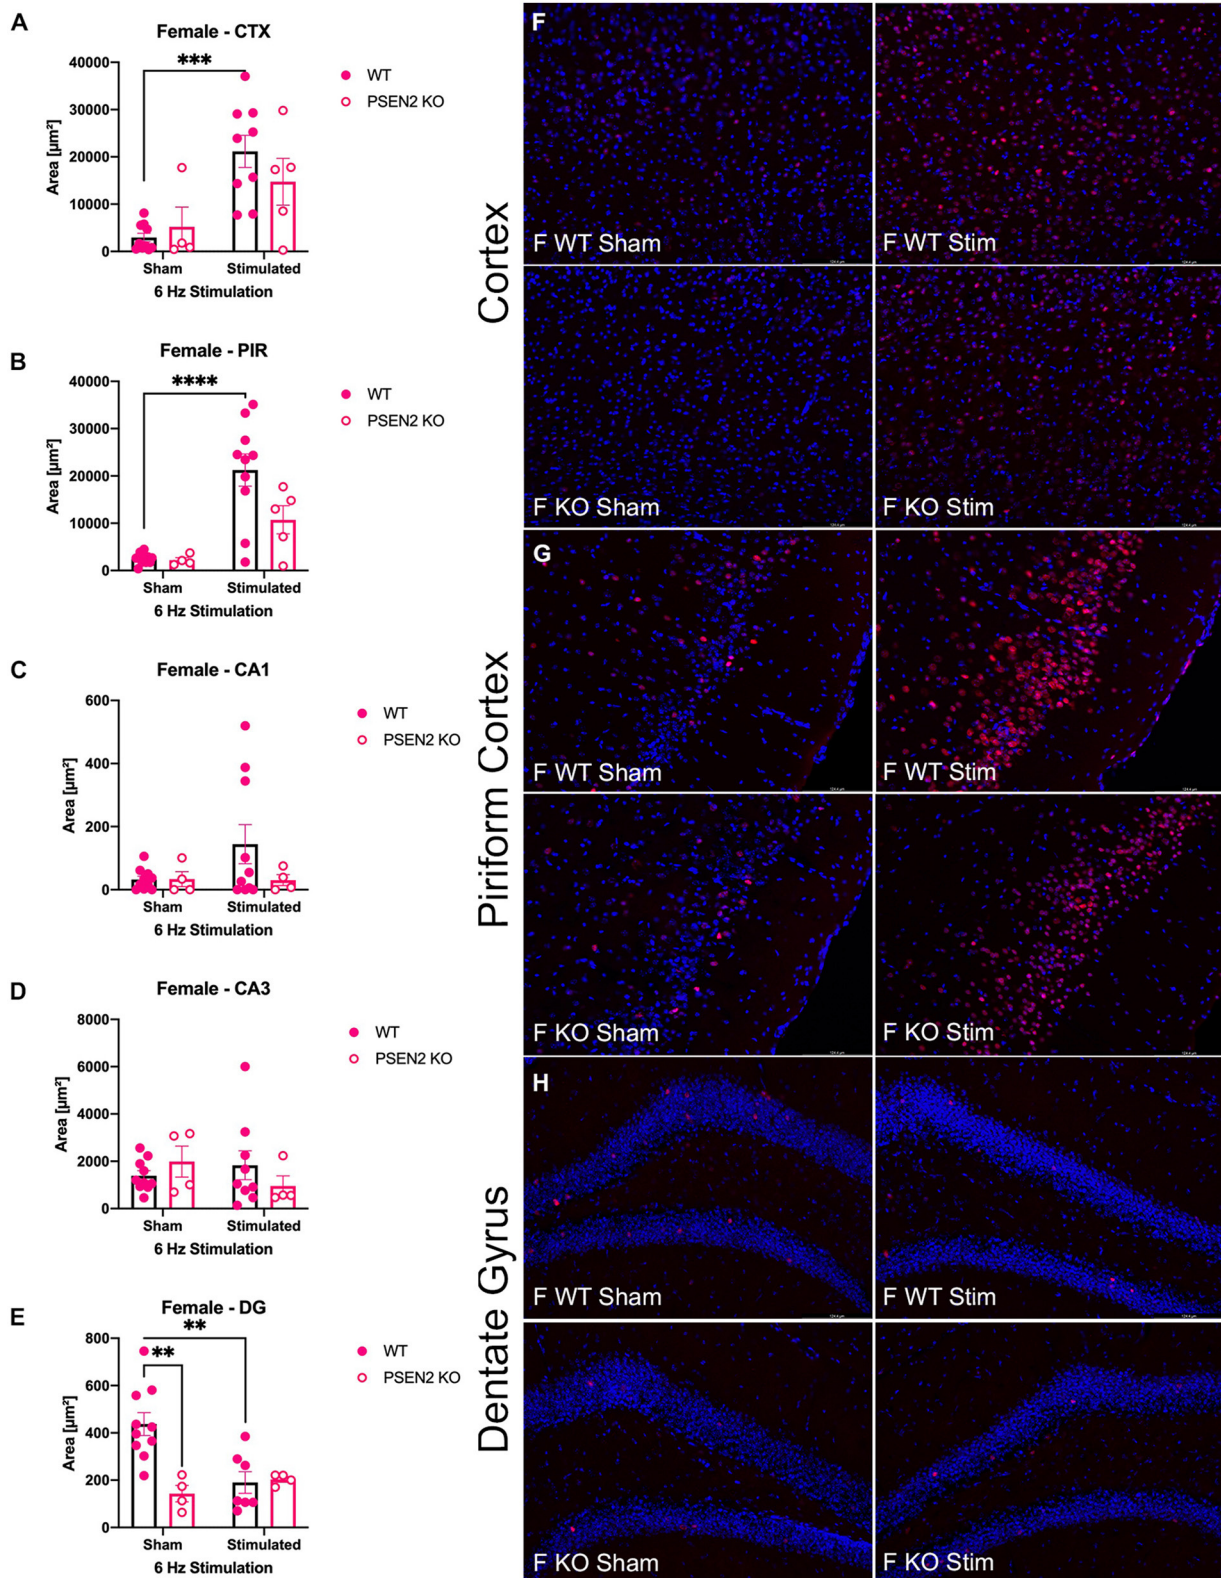 A
Female - CTX
***
40000
30000
20000
10000
0
Area [µm²]
Sham
Stimulated
6 Hz Stimulation
WT
PSEN2 KO
B
Female - PIR
****
40000
30000
20000
10000
0
Area [µm²]
Sham
Stimulated
6 Hz Stimulation
WT
PSEN2 KO
C
Female - CA1
600
400
200
0
Area [µm²]
Sham
Stimulated
6 Hz Stimulation
WT
PSEN2 KO
D
Female - CA3
8000
6000
4000
2000
0
Area [µm²]
Sham
Stimulated
6 Hz Stimulation
WT
PSEN2 KO
E
Female - DG
**
**
800
600
400
200
0
Area [µm²]
Sham
Stimulated
6 Hz Stimulation
WT
PSEN2 KO
Cortex
F
F WT Sham
F WT Stim
F KO Sham
F KO Stim
Piriform Cortex
G
F WT Sham
F WT Stim
F KO Sham
F KO Stim
Dentate Gyrus
H
F WT Sham
F WT Stim
F KO Sham
F KO Stim